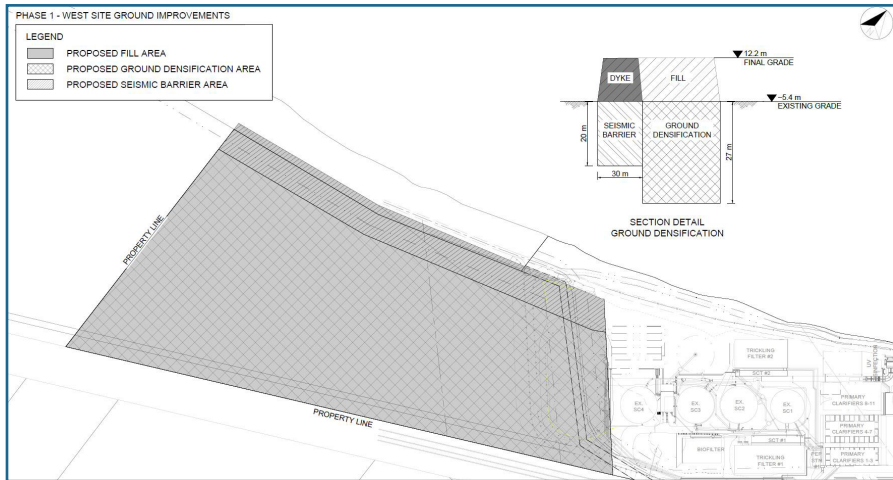 PHASE 1 - WEST SITE GROUND IMPROVEMENTS
LEGEND
PROPOSED FILL AREA
PROPOSED GROUND DENSIFICATION AREA
PROPOSED SEISMIC BARRIER AREA
12.2 m
FINAL GRADE
DYKE
FILL
~5.4 m
EXISTING GRADE
20 m
SEISMIC
BARRIER
GROUND
DENSIFICATION
27 m
30 m
SECTION DETAIL
GROUND DENSIFICATION
PROPERTY LINE
PROPERTY LINE
TRICKLING
FILTER #2
SCT #2
EX.
SC4
EX.
SC3
EX.
SC2
EX.
SC1
PRIMARY
CLARIFIERS 8-11
PRIMARY
CLARIFIERS 4-7
SCT #1
BIOFILTER
TRICKLING
FILTER #1
PRIMARY
CLARIFIERS 1-3